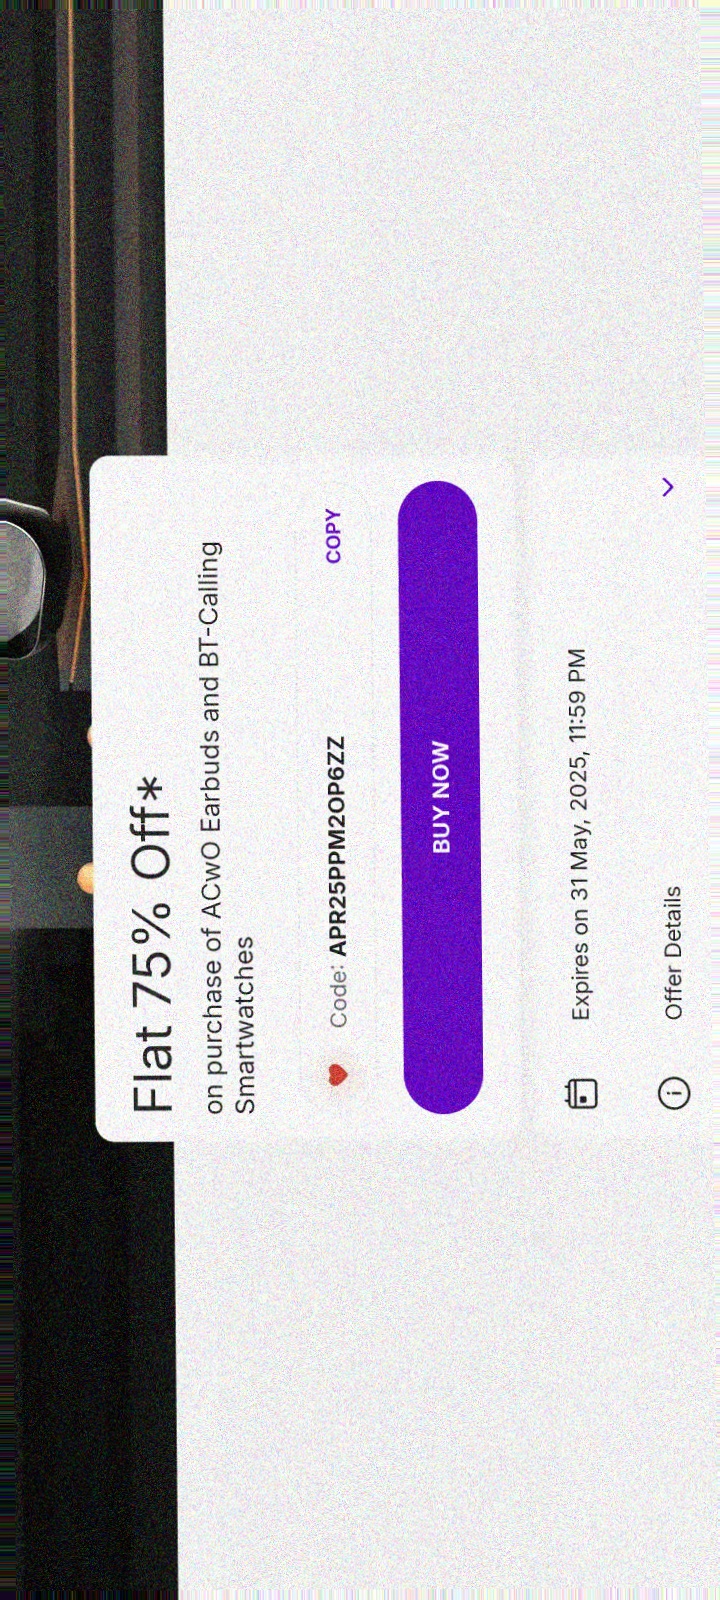 Flat 75% Off*
on purchase of ACwO Earbuds and BT-Calling
Smartwatches
Code: APR25PPM2OP6ZZ
COPY
BUY NOW
Expires on 31 May, 2025, 11:59 PM
Offer Details